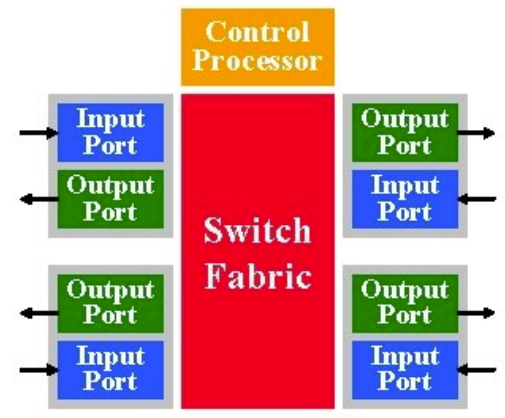 Control
Processor
Input
Port
Output
Port
Output
Port
Input
Port
Switch
Fabric
Output
Port
Input
Port
Output
Port
Input
Port